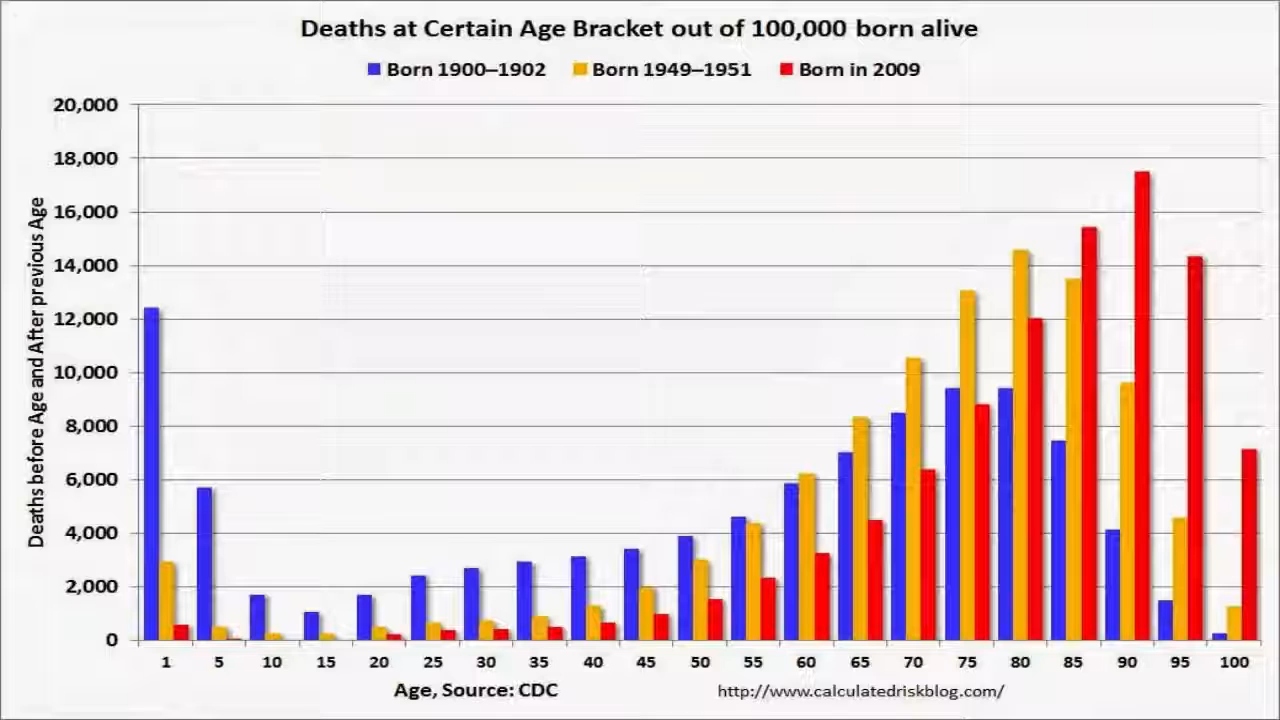 Deaths at Certain Age Bracket out of 100,000 born alive
Born 1900–1902 Born 1949–1951 Born in 2009
Deaths before Age and After previous Age
20,000
18,000
16,000
14,000
12,000
10,000
8,000
6,000
4,000
2,000
0
1 5 10 15 20 25 30 35 40 45 50 55 60 65 70 75 80 85 90 95 100
Age, Source: CDC http://www.calculatedriskblog.com/